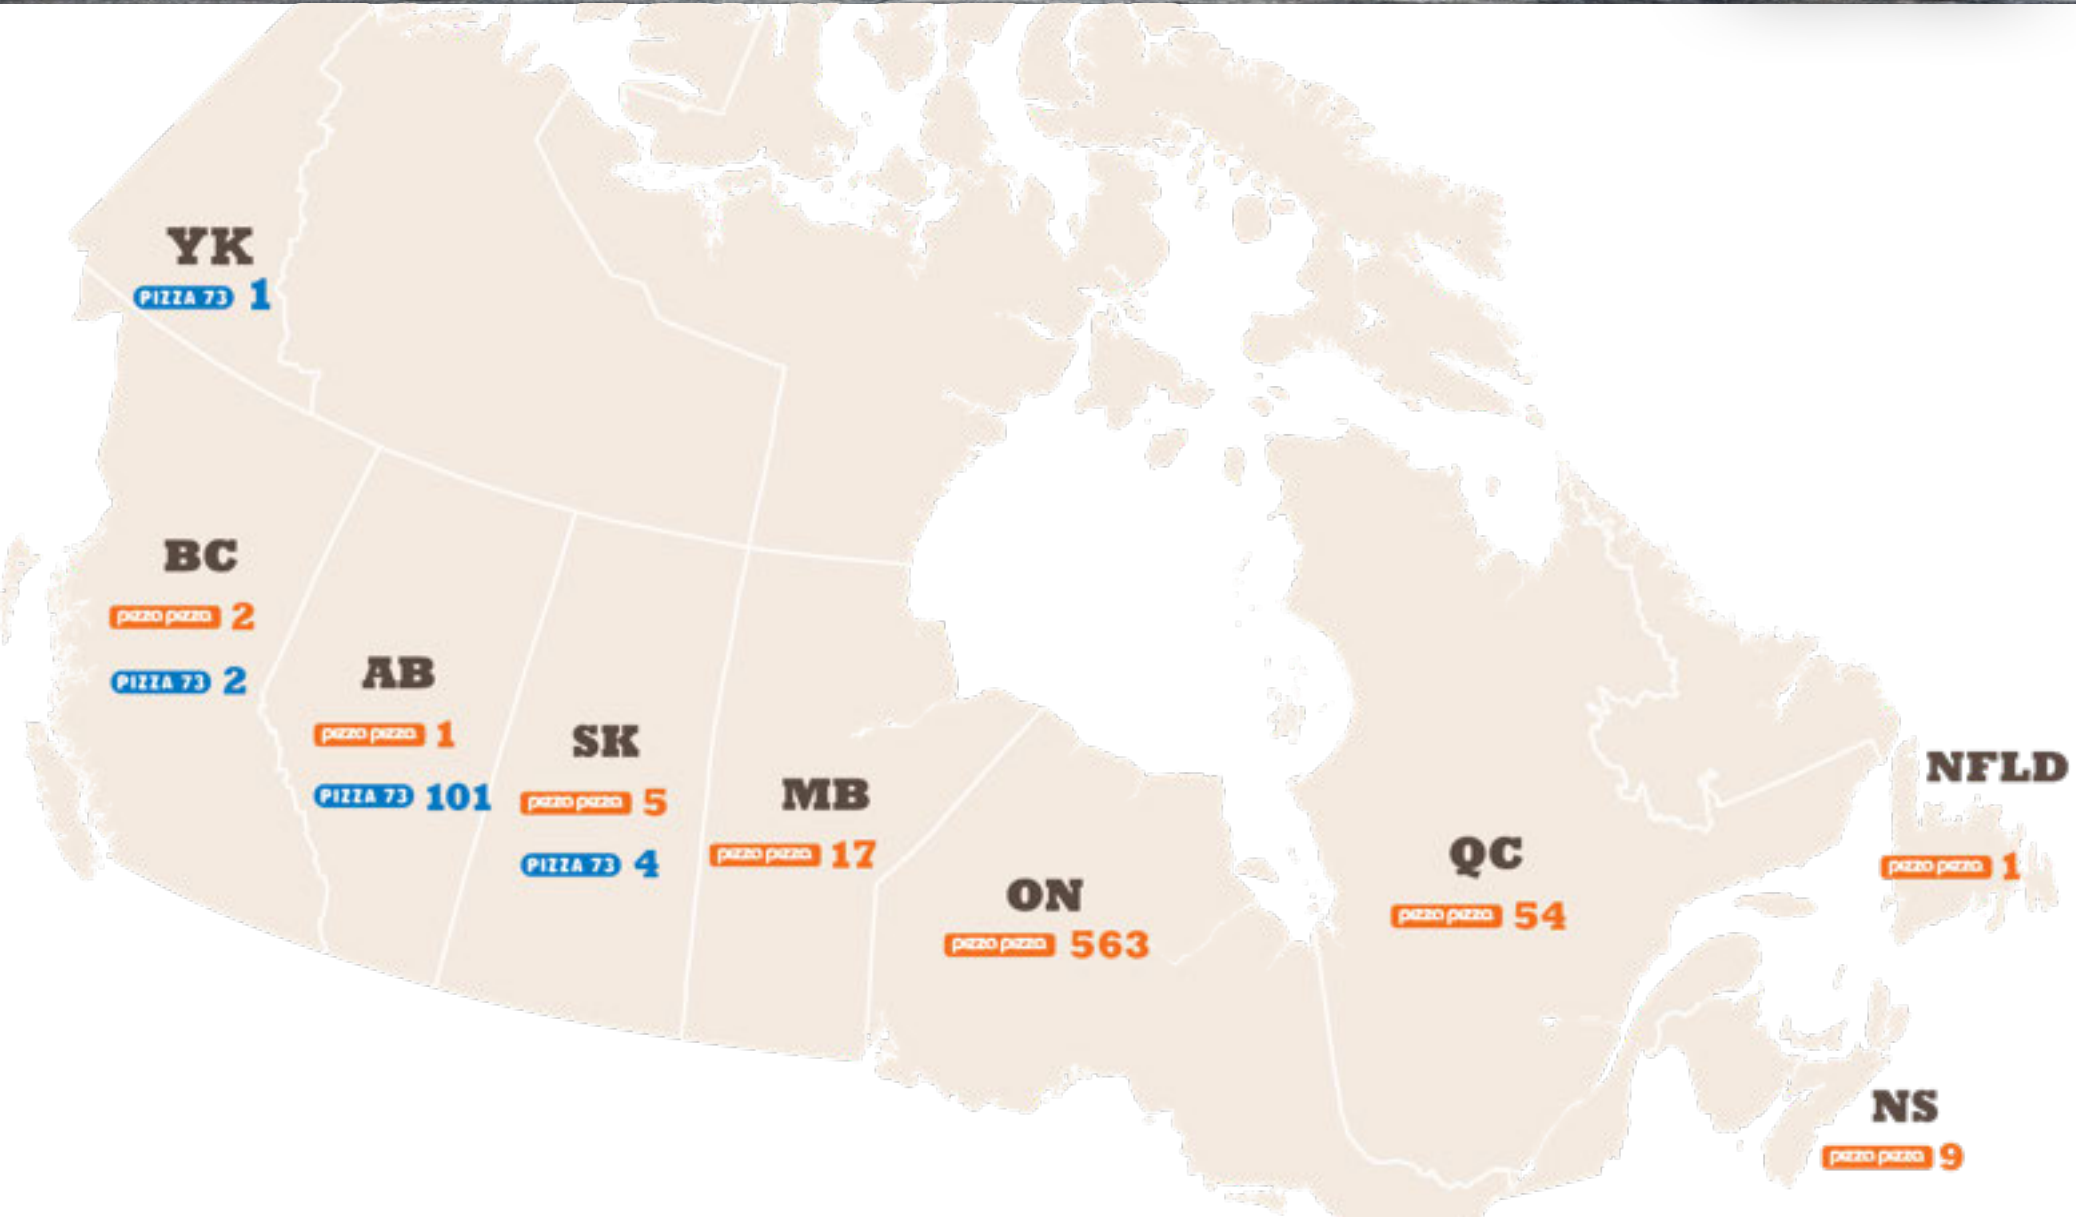 YK
PIZZA 73 1
BC
pizza pizza 2
PIZZA 73 2
AB
pizza pizza 1
PIZZA 73 101
SK
pizza pizza 5
PIZZA 73 4
MB
pizza pizza 17
ON
pizza pizza 563
QC
pizza pizza 54
NFLD
pizza pizza 1
NS
pizza pizza 9